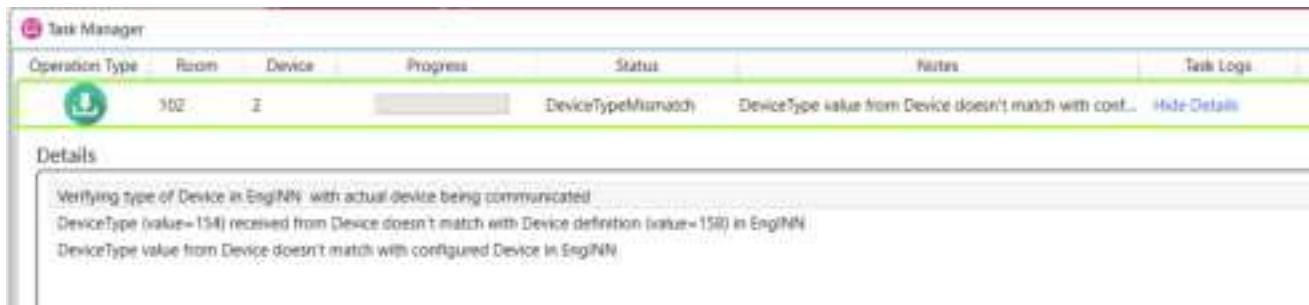 Task Manager
Operation Type Room Device Progress Status Notes Task Logs
102 2 DeviceTypeMismatch DeviceType value from Device doesn't match with conf... Hide Details
Details
Verifying type of Device in EngINN with actual device being communicated
DeviceType (value=154) received from Device doesn't match with Device definition (value=158) in EngINN
DeviceType value from Device doesn't match with configured Device in EngINN